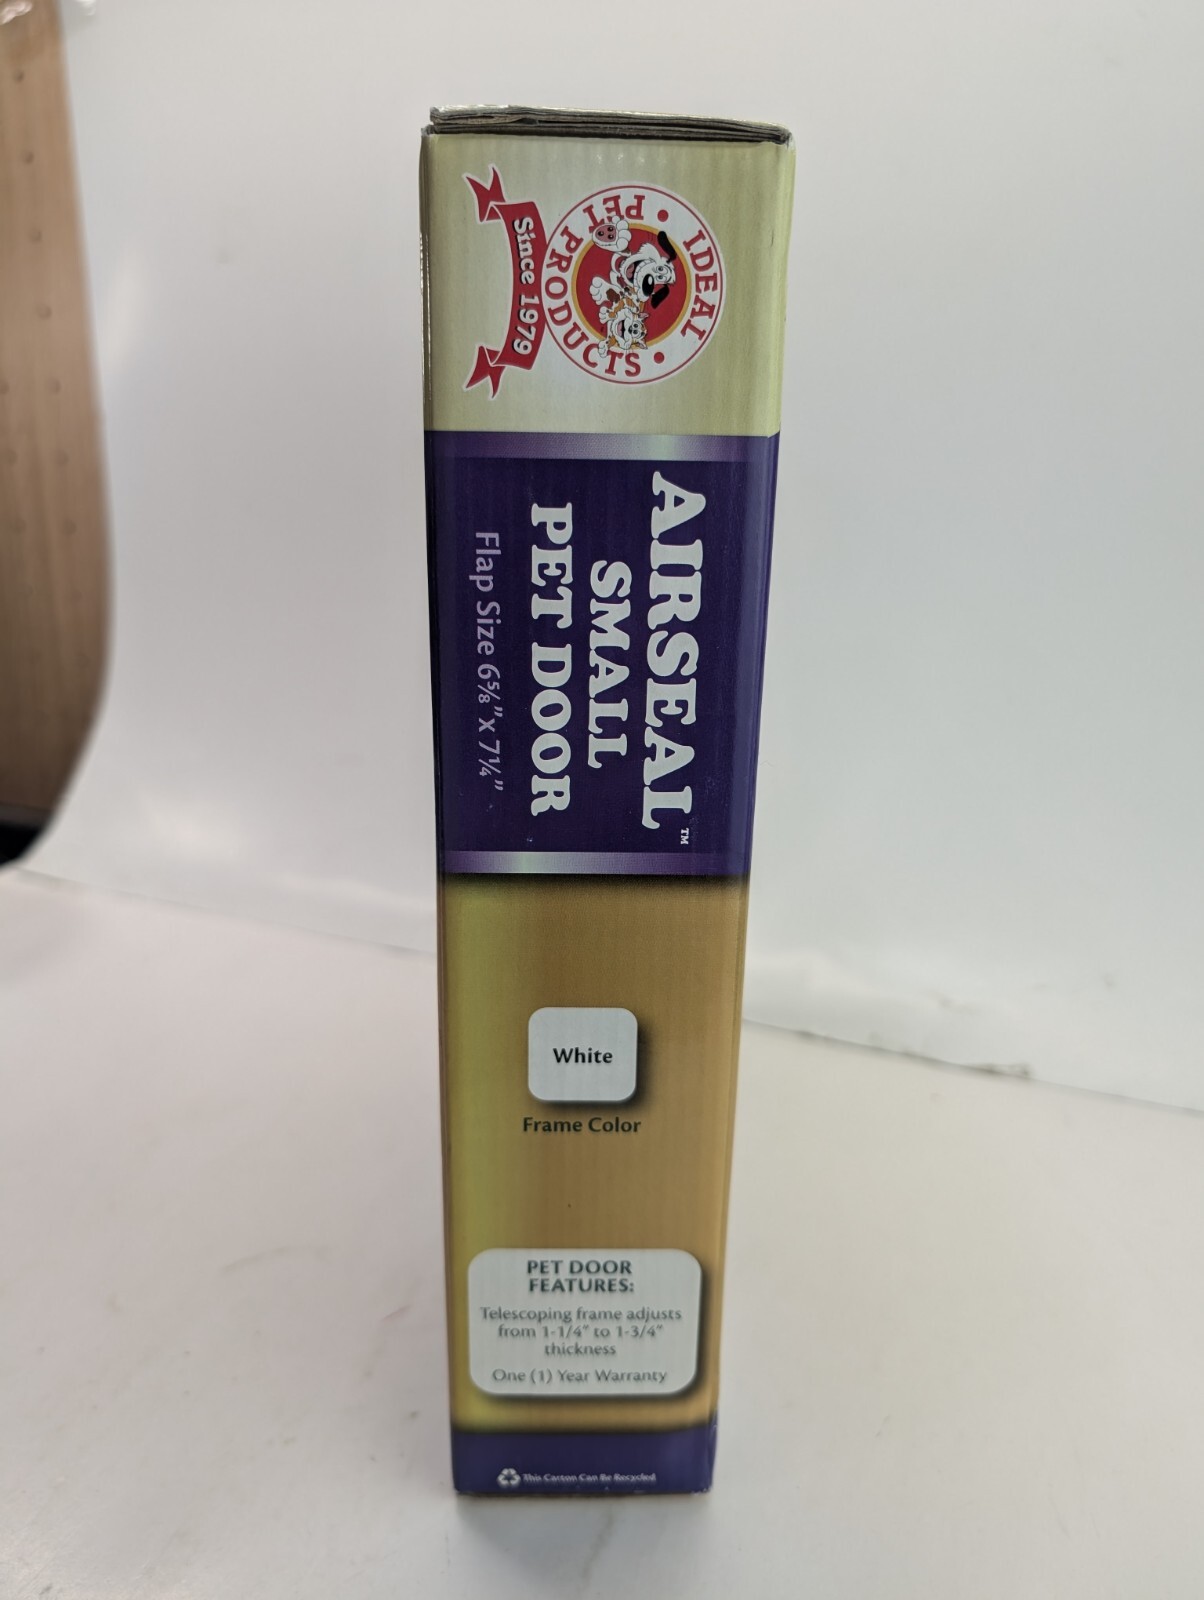 IDEAL
PET PRODUCTS
Since 1979
AIRSEAL™
SMALL
PET DOOR
Flap Size 6⅝" x 7¼"
White
Frame Color
PET DOOR
FEATURES:
Telescoping frame adjusts
from 1-1/4" to 1-3/4"
thickness
One (1) Year Warranty
This Carton Can Be Recycled